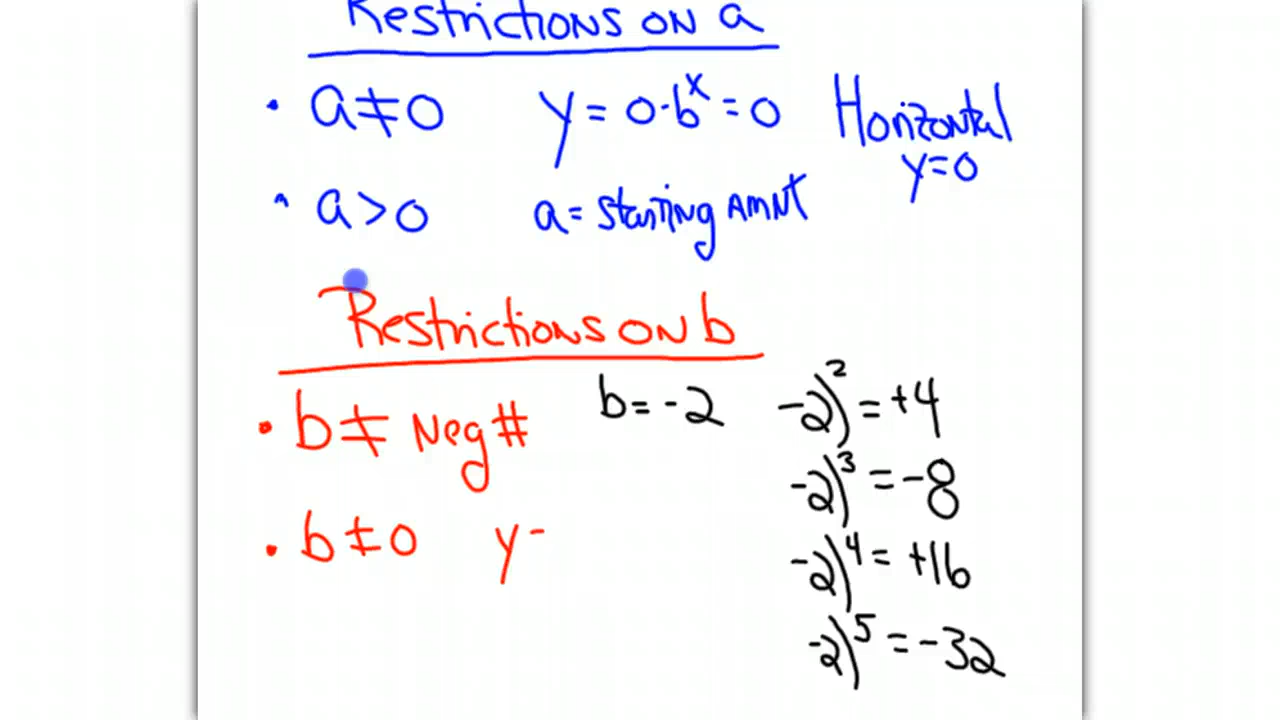 Restrictions on a
• a ≠ 0 y = 0·b^x = 0 Horizontal
y=0
• a > 0 a = starting AMNT
Restrictions on b
• b ≠ Neg # b = -2 -2)^2 = +4
-2)^3 = -8
• b ≠ 0 y -
-2)^4 = +16
-2)^5 = -32